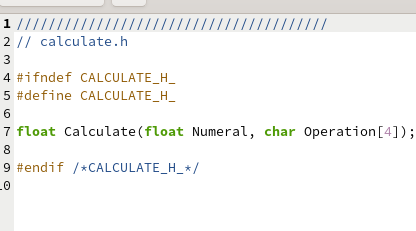 1 ///////////////////////////////////////
2 // calculate.h
3
4 #ifndef CALCULATE_H_
5 #define CALCULATE_H_
6
7 float Calculate(float Numeral, char Operation[4]);
8
9 #endif /*CALCULATE_H_*/
10